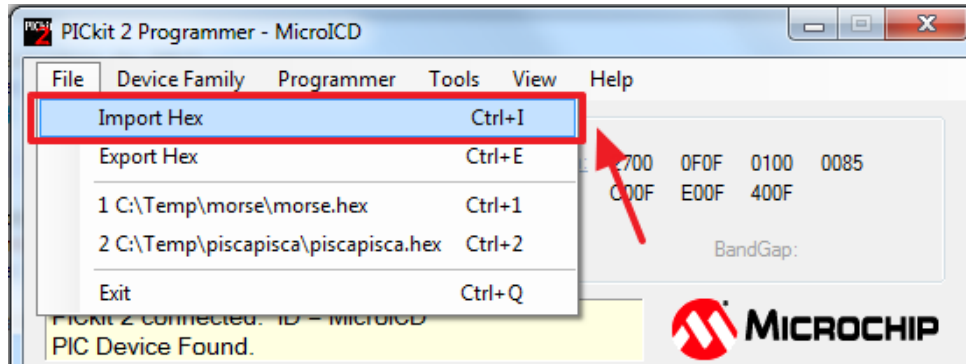 PICkit 2 Programmer - MicroICD
File Device Family Programmer Tools View Help
Import Hex Ctrl+I
Export Hex Ctrl+E
1 C:\Temp\morse\morse.hex Ctrl+1
2 C:\Temp\piscapisca\piscapisca.hex Ctrl+2
Exit Ctrl+Q
2700 0F0F 0100 0085
C00F E00F 400F
BandGap:
PICkit 2 connected. ID = MicroICD
PIC Device Found.
MICROCHIP